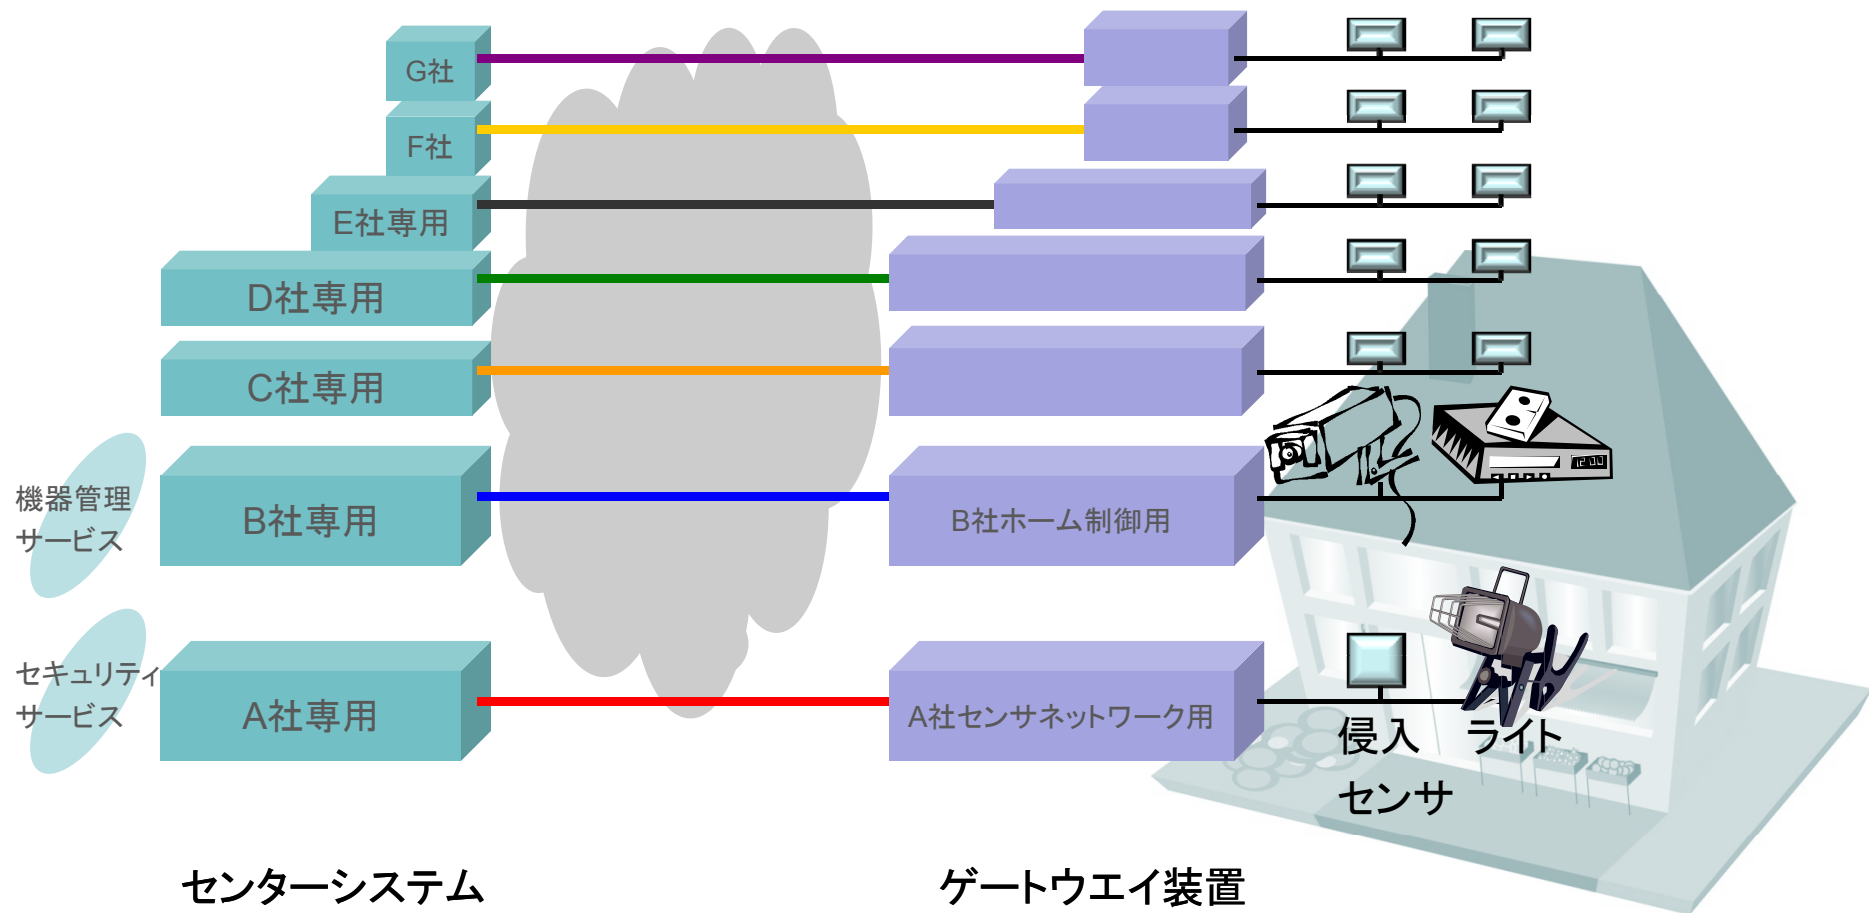 G社
F社
E社専用
D社専用
C社専用
機器管理
サービス
B社専用
B社ホーム制御用
12:00
セキュリティ
サービス
A社専用
A社センサネットワーク用
侵入
センサ
ライト
センターシステム
ゲートウエイ装置